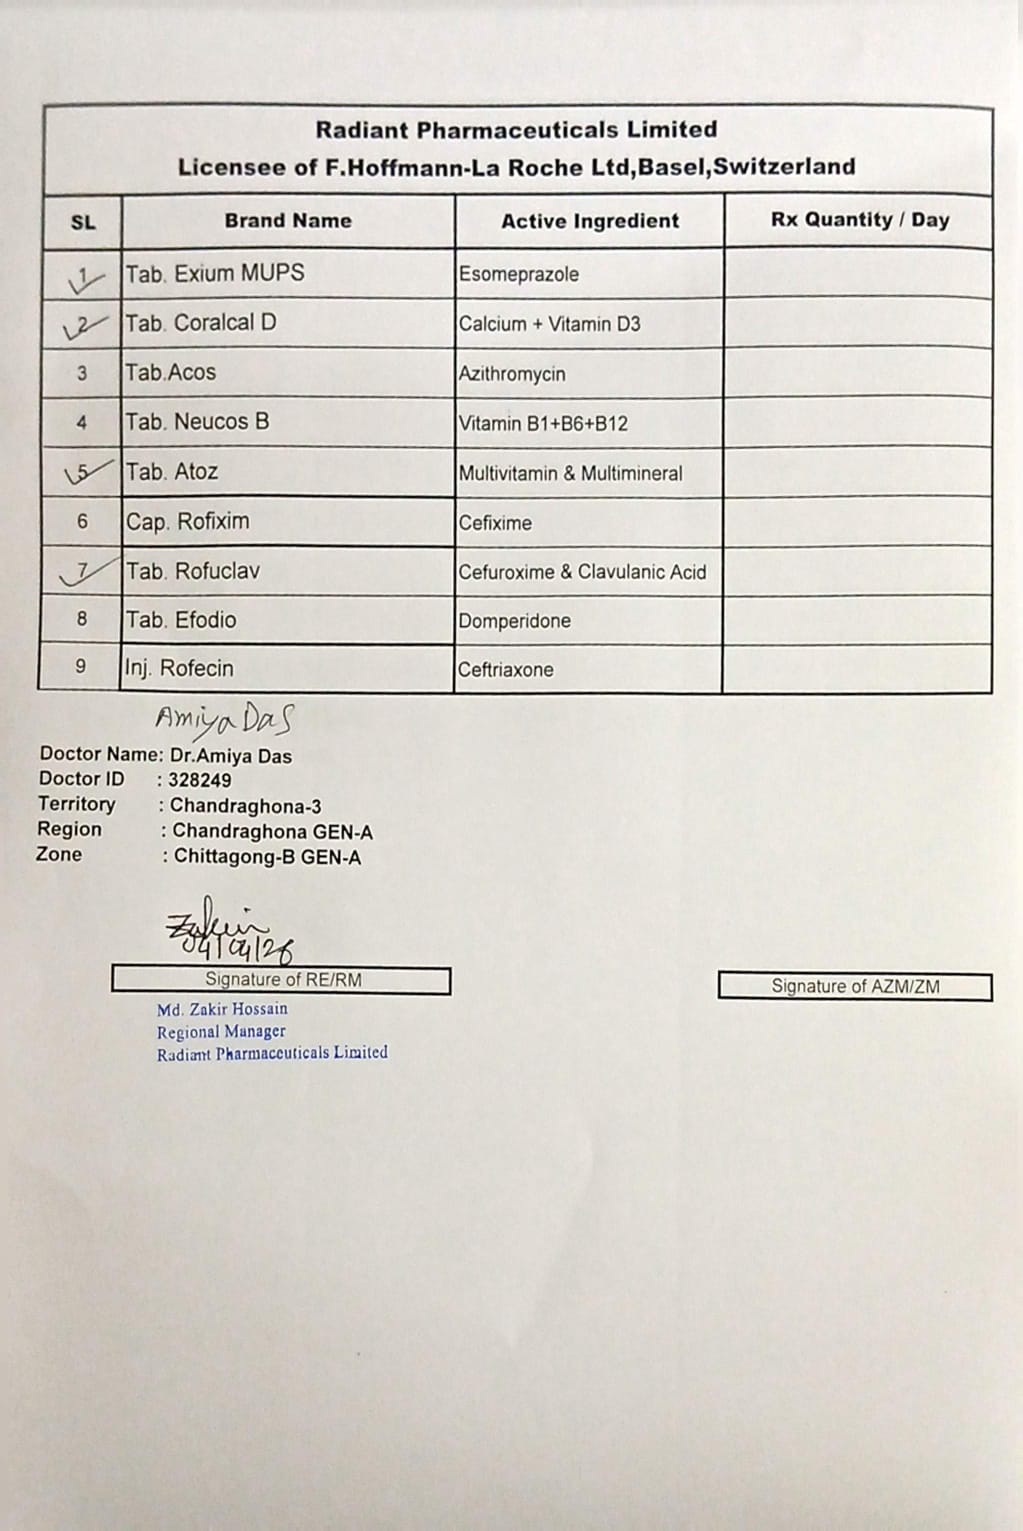 Radiant Pharmaceuticals Limited
Licensee of F.Hoffmann-La Roche Ltd,Basel,Switzerland
SL Brand Name Active Ingredient Rx Quantity / Day
1 Tab. Exium MUPS Esomeprazole
2 Tab. Coralcal D Calcium + Vitamin D3
3 Tab.Acos Azithromycin
4 Tab. Neucos B Vitamin B1+B6+B12
5 Tab. Atoz Multivitamin & Multimineral
6 Cap. Rofixim Cefixime
7 Tab. Rofuclav Cefuroxime & Clavulanic Acid
8 Tab. Efodio Domperidone
9 Inj. Rofecin Ceftriaxone
Amiya Das
Doctor Name: Dr.Amiya Das
Doctor ID : 328249
Territory : Chandraghona-3
Region : Chandraghona GEN-A
Zone : Chittagong-B GEN-A
Zakir
04/04/26
Signature of RE/RM Signature of AZM/ZM
Md. Zakir Hossain
Regional Manager
Radiant Pharmaceuticals Limited